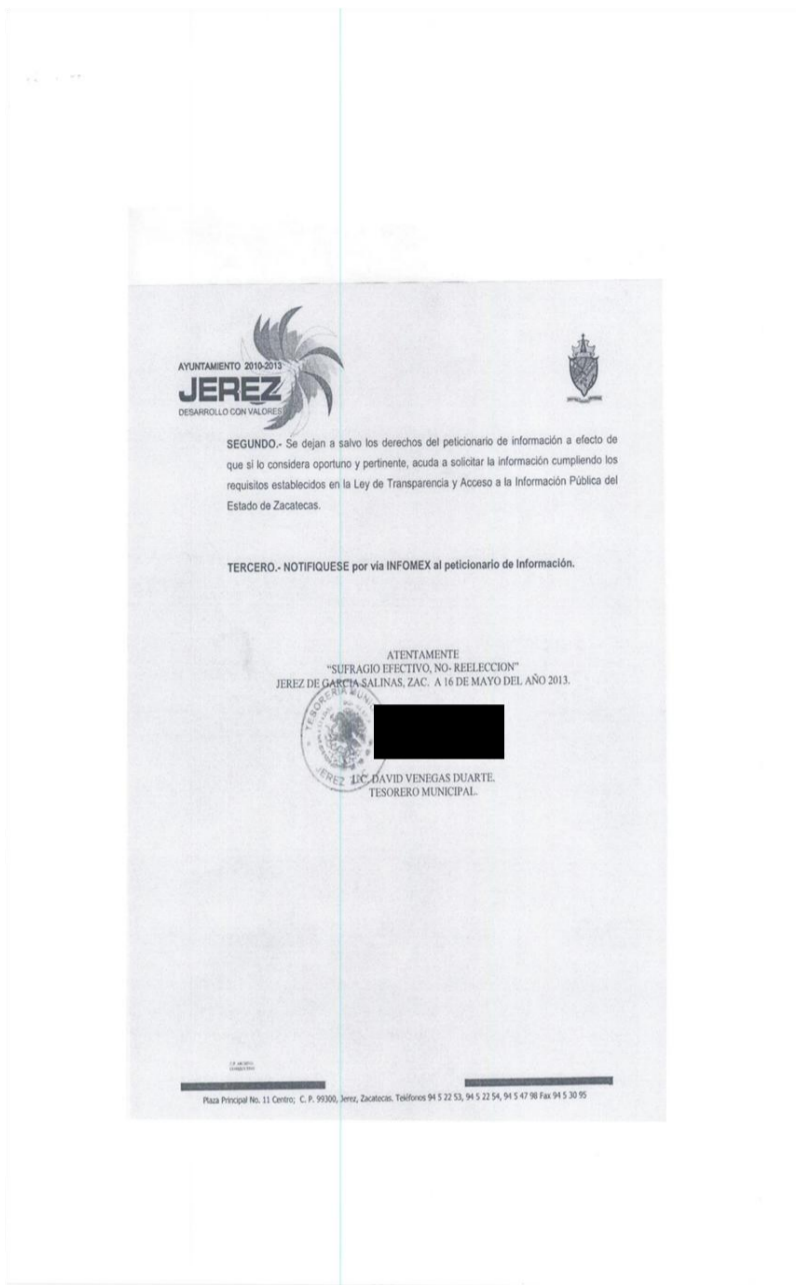 AYUNTAMIENTO 2010-2013
JEREZ
DESARROLLO CON VALORES
SEGUNDO.- Se dejan a salvo los derechos del peticionario de información a efecto de
que si lo considera oportuno y pertinente, acuda a solicitar la información cumpliendo los
requisitos establecidos en la Ley de Transparencia y Acceso a la Información Pública del
Estado de Zacatecas.
TERCERO.- NOTIFIQUESE por via INFOMEX al peticionario de Información.
ATENTAMENTE
"SUFRAGIO EFECTIVO, NO- REELECCION"
JEREZ DE GARCIA SALINAS, ZAC. A 16 DE MAYO DEL AÑO 2013.
TESORERIA MUNIC
JEREZ
LIC. DAVID VENEGAS DUARTE.
TESORERO MUNICIPAL.
Plaza Principal No. 11 Centro; C. P. 99300, Jerez, Zacatecas. Teléfonos 94 5 22 53, 94 5 22 54, 94 5 47 98 Fax 94 5 30 95